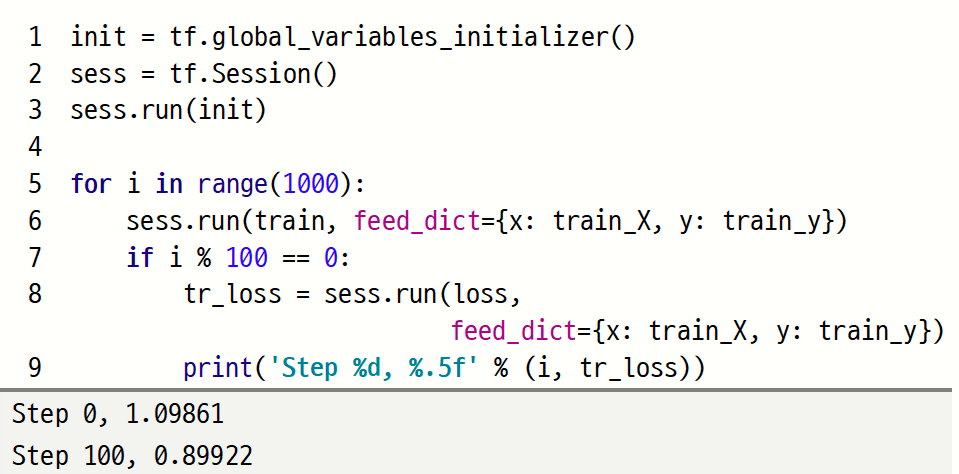 1 init = tf.global_variables_initializer()
2 sess = tf.Session()
3 sess.run(init)
4
5 for i in range(1000):
6     sess.run(train, feed_dict={x: train_X, y: train_y})
7     if i % 100 == 0:
8         tr_loss = sess.run(loss,
                            feed_dict={x: train_X, y: train_y})
9         print('Step %d, %.5f' % (i, tr_loss))
Step 0, 1.09861
Step 100, 0.89922